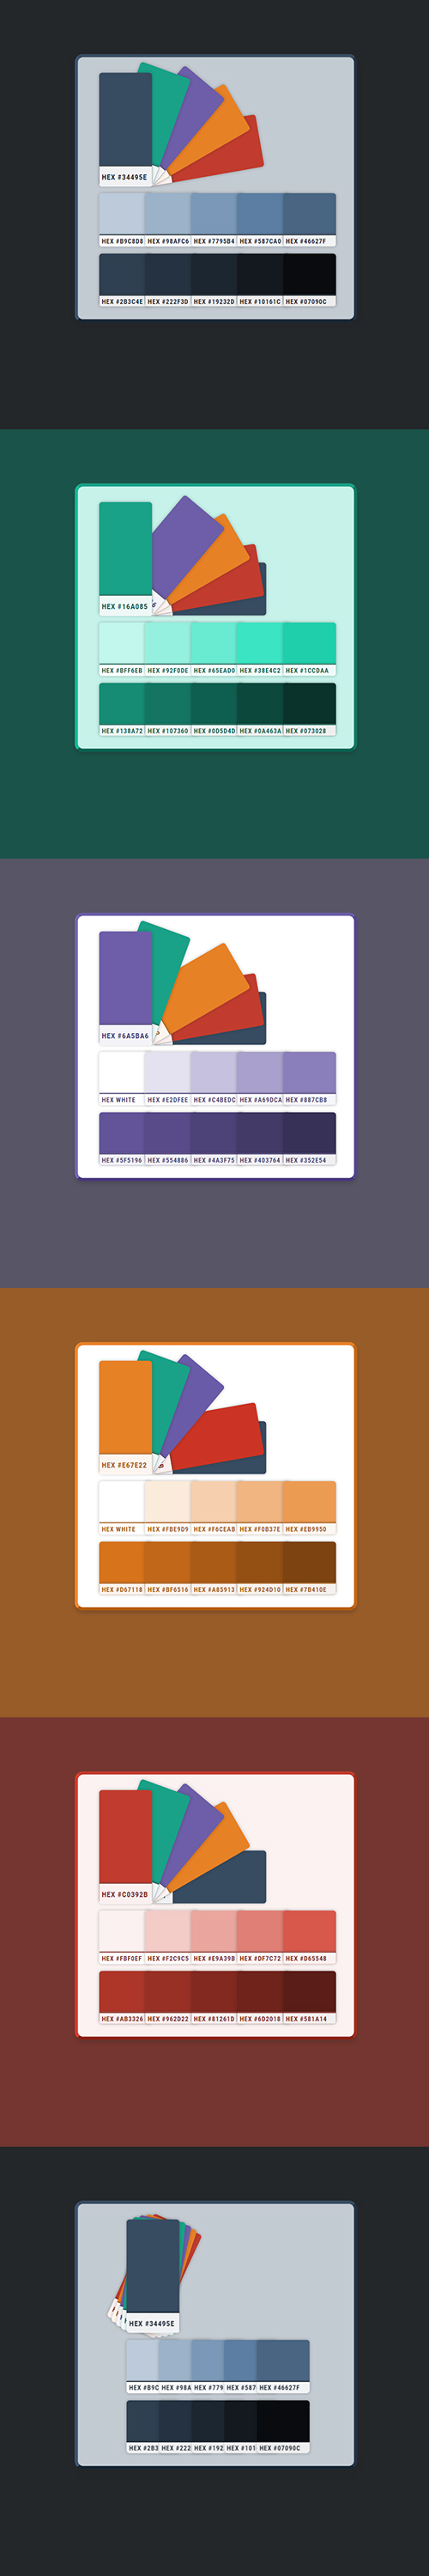 HEX #34495E
HEX #B9C8D8 HEX #98AFC6 HEX #7795B4 HEX #587CA0 HEX #46627F
HEX #2B3C4E HEX #222F3D HEX #19232D HEX #10161C HEX #07090C
HEX #16A085
HEX #BFF6EB HEX #92F0DE HEX #65EAD0 HEX #38E4C2 HEX #1CCDAA
HEX #138A72 HEX #107360 HEX #0D5D4D HEX #0A463A HEX #073028
HEX #6A5BA6
HEX WHITE HEX #E2DFEE HEX #C4BEDC HEX #A69DCA HEX #887CB8
HEX #5F5196 HEX #554886 HEX #4A3F75 HEX #403764 HEX #352E54
HEX #E67E22
HEX WHITE HEX #FBE9D9 HEX #F6CEAB HEX #F0B37E HEX #EB9950
HEX #D67118 HEX #BF6516 HEX #A85913 HEX #924D10 HEX #7B410E
HEX #C0392B
HEX #FBF0EF HEX #F2C9C5 HEX #E9A39B HEX #DF7C72 HEX #D65548
HEX #AB3326 HEX #962D22 HEX #81261D HEX #6D2018 HEX #581A14
HEX #34495E
HEX #B9C HEX #98A HEX #779 HEX #587 HEX #46627F
HEX #2B3 HEX #222 HEX #192 HEX #101 HEX #07090C